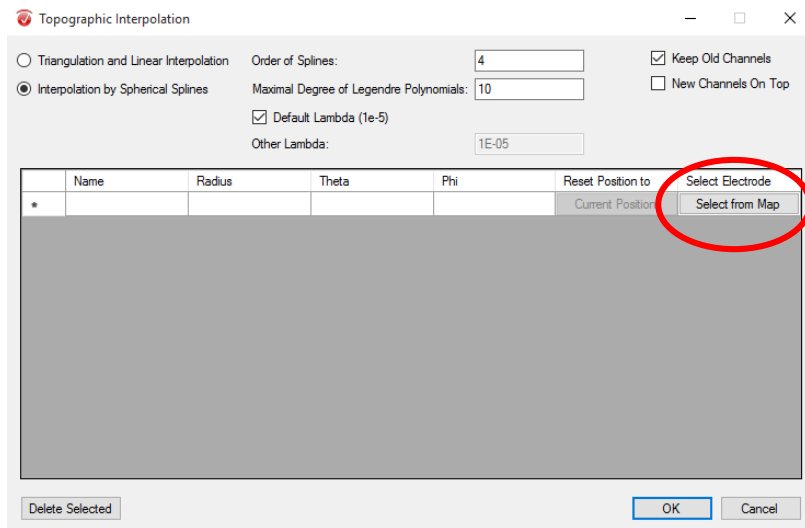 Topographic Interpolation
Triangulation and Linear Interpolation Order of Splines: 4 Keep Old Channels
Interpolation by Spherical Splines Maximal Degree of Legendre Polynomials: 10 New Channels On Top
Default Lambda (1e-5)
Other Lambda: 1E-05
Name Radius Theta Phi Reset Position to Select Electrode
* Current Position Select from Map
Delete Selected OK Cancel